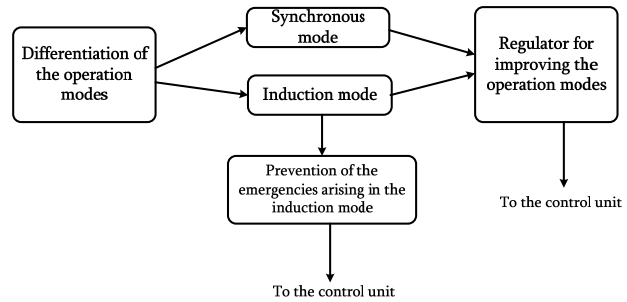 Differentiation of
the operation
modes
Synchronous
mode
Induction mode
Regulator for
improving the
operation modes
Prevention of the
emergencies arising in the
induction mode
To the control unit
To the control unit